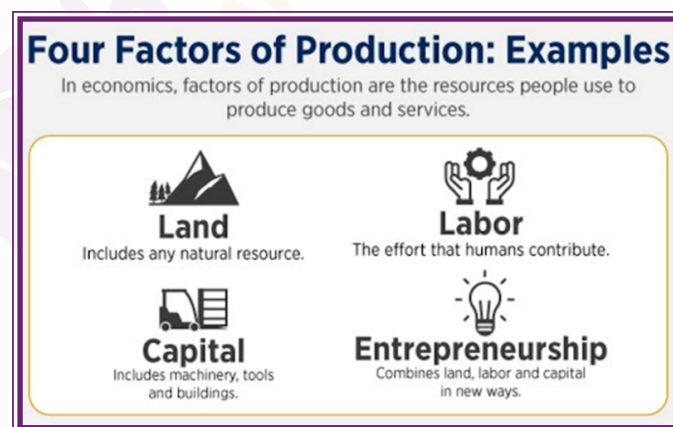 Four Factors of Production: Examples
In economics, factors of production are the resources people use to
produce goods and services.
Land
Includes any natural resource.
Labor
The effort that humans contribute.
Capital
Includes machinery, tools
and buildings.
Entrepreneurship
Combines land, labor and capital
in new ways.